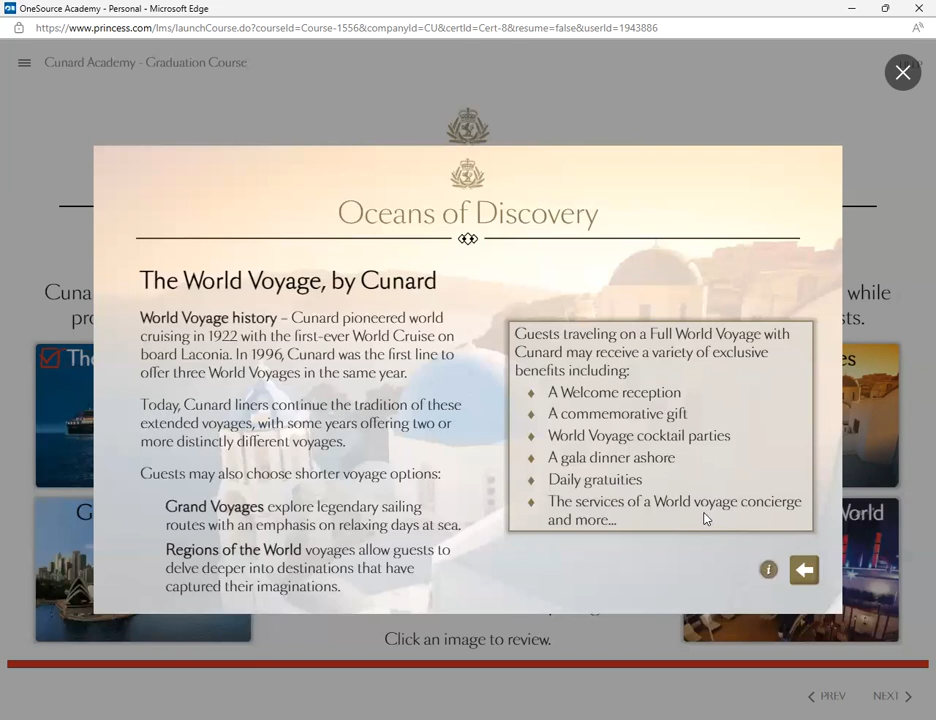 OneSource Academy - Personal - Microsoft Edge
https://www.princess.com/lms/launchCourse.do?courseId=Course-1556&companyId=CU&certId=Cert-8&resume=false&userId=1943886
Cunard Academy - Graduation Course
Oceans of Discovery
The World Voyage, by Cunard
World Voyage history – Cunard pioneered world
cruising in 1922 with the first-ever World Cruise on
board Laconia. In 1996, Cunard was the first line to
offer three World Voyages in the same year.
Today, Cunard liners continue the tradition of these
extended voyages, with some years offering two or
more distinctly different voyages.
Guests may also choose shorter voyage options:
Grand Voyages explore legendary sailing
routes with an emphasis on relaxing days at sea.
Regions of the World voyages allow guests to
delve deeper into destinations that have
captured their imaginations.
Guests traveling on a Full World Voyage with
Cunard may receive a variety of exclusive
benefits including:
♦ A Welcome reception
♦ A commemorative gift
♦ World Voyage cocktail parties
♦ A gala dinner ashore
♦ Daily gratuities
♦ The services of a World voyage concierge
and more...
i
Cuna
while
pro
sts.
Th
es
G
World
Click an image to review.
PREV
NEXT